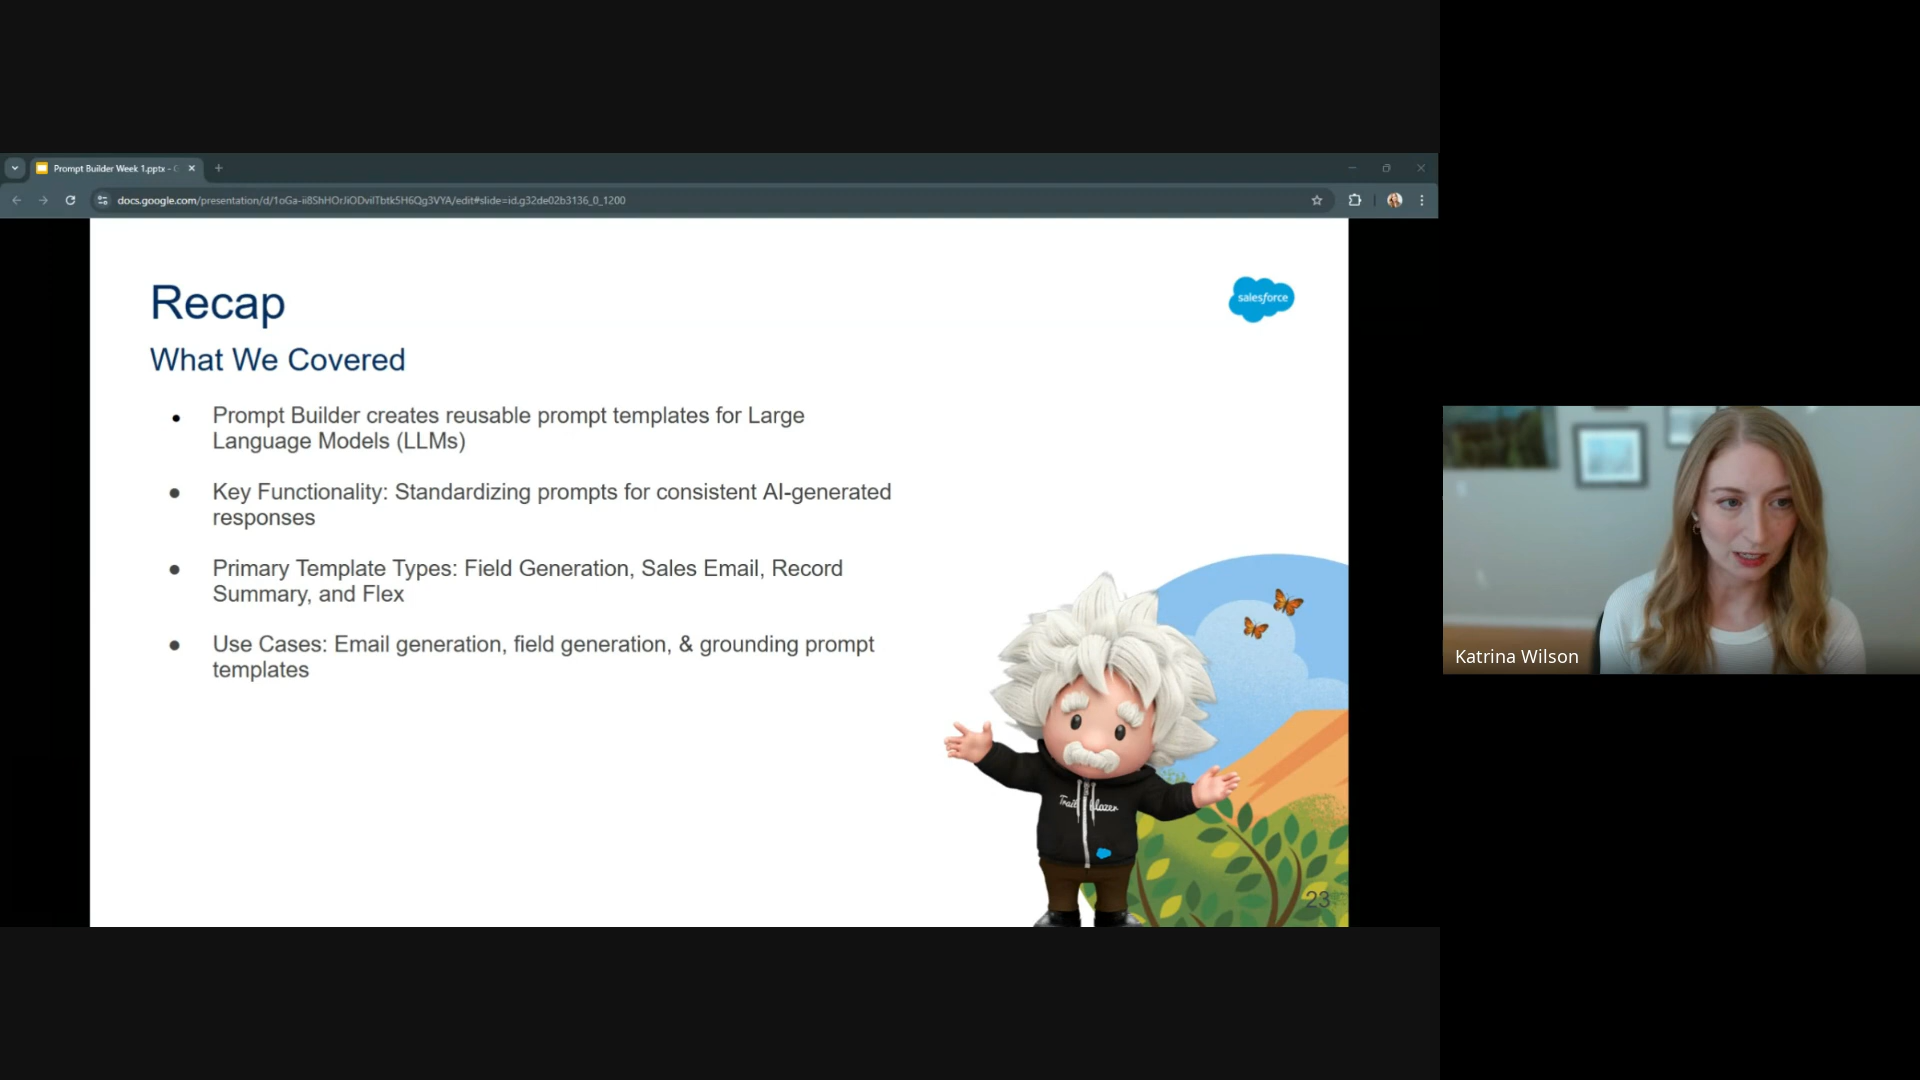 Prompt Builder Week 1.pptx -
docs.google.com/presentation/d/1oGa-ii8ShHOrJiODvilTbtk5H6Qg3VYA/edit#slide=id.g32de02b3136_0_1200
Recap
salesforce
What We Covered
Prompt Builder creates reusable prompt templates for Large
Language Models (LLMs)
Key Functionality: Standardizing prompts for consistent AI-generated
responses
Primary Template Types: Field Generation, Sales Email, Record
Summary, and Flex
Use Cases: Email generation, field generation, & grounding prompt
templates
Trailblazer
23
Katrina Wilson